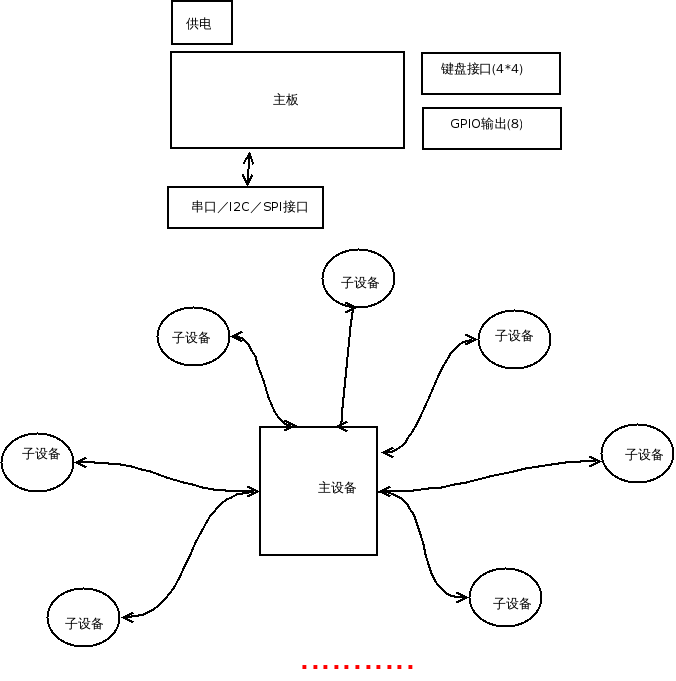 供电
键盘接口(4*4)
主板
GPIO输出(8)
串口／I2C／SPI接口
子设备
子设备
子设备
子设备
子设备
主设备
子设备
子设备